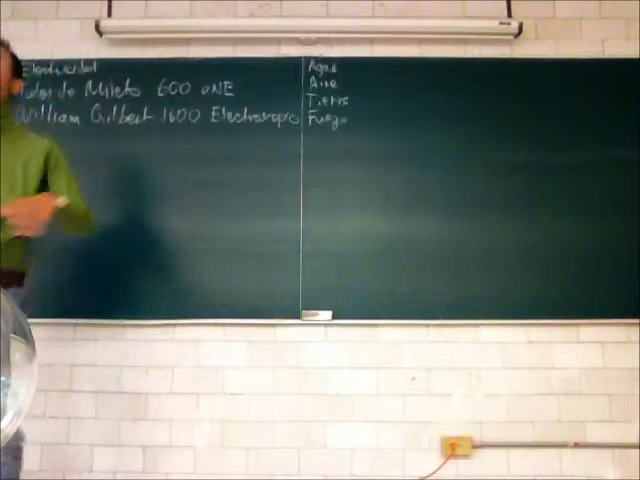 Electricidad
Tales de Mileto 600 aNE
William Gilbert 1600 Electroscopio
Agua
Aire
Tierra
Fuego